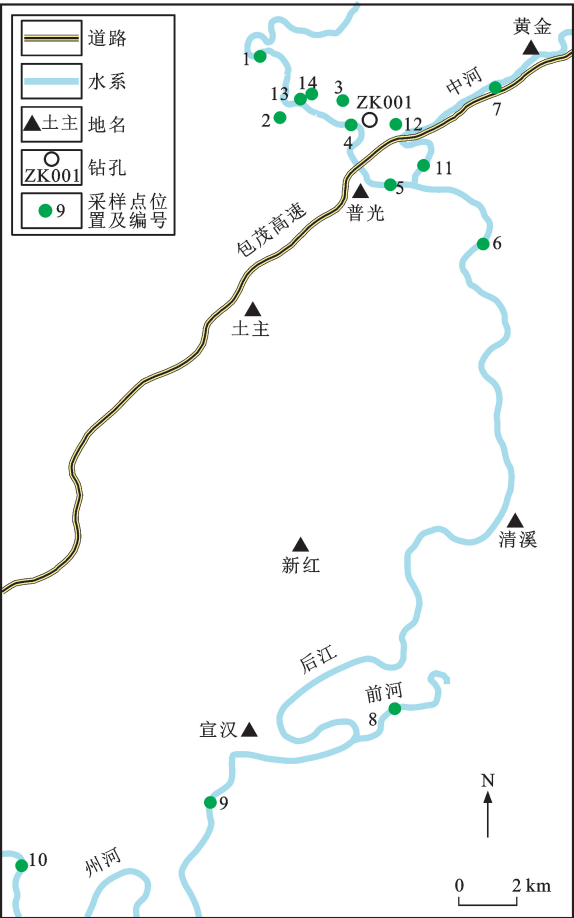 道路
水系
土主
地名
ZK001
钻孔
9
采样点位
置及编号
黄金
1
中河
14
13
3
ZK001
7
2
4
12
11
5
普光
包茂高速
6
土主
清溪
新红
后江
前河
8
宣汉
N
9
10
州河
0
2 km